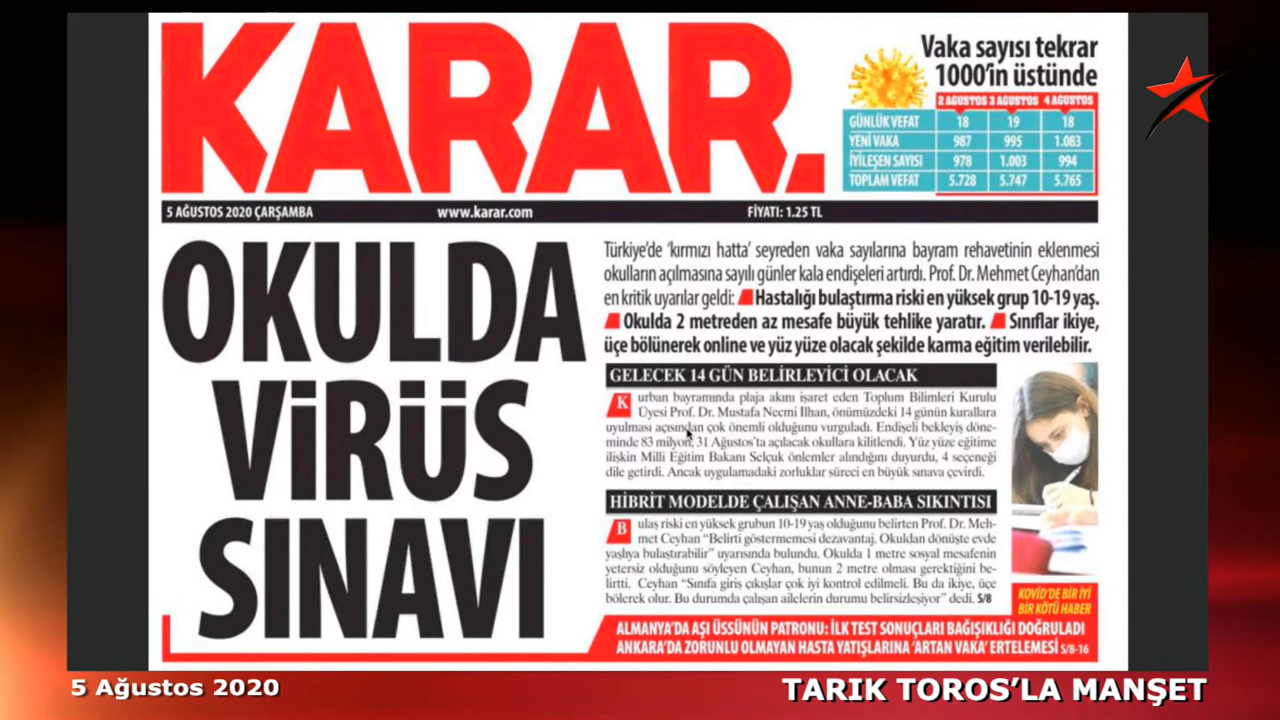 KARAR.
Vaka sayısı tekrar
1000'in üstünde
2 AĞUSTOS 3 AĞUSTOS 4 AĞUSTOS
GÜNLÜK VEFAT 18 19 18
YENİ VAKA 987 995 1.083
İYİLEŞEN SAYISI 978 1.003 994
TOPLAM VEFAT 5.728 5.747 5.765
5 AĞUSTOS 2020 ÇARŞAMBA www.karar.com FİYATI: 1.25 TL
OKULDA
VİRÜS
SINAVI
Türkiye'de 'kırmızı hatta' seyreden vaka sayılarına bayram rehavetinin eklenmesi
okulların açılmasına sayılı günler kala endişeleri artırdı. Prof. Dr. Mehmet Ceyhan'dan
en kritik uyarılar geldi: Hastalığı bulaştırma riski en yüksek grup 10-19 yaş.
Okulda 2 metreden az mesafe büyük tehlike yaratır. Sınıflar ikiye,
üçe bölünerek online ve yüz yüze olacak şekilde karma eğitim verilebilir.
GELECEK 14 GÜN BELİRLEYİCİ OLACAK
Kurban bayramında plaja akını işaret eden Toplum Bilimleri Kurulu
Üyesi Prof. Dr. Mustafa Necmi İlhan, önümüzdeki 14 günün kurallara
uyulması açısından çok önemli olduğunu vurguladı. Endişeli bekleyiş döne-
minde 83 milyon, 31 Ağustos'ta açılacak okullara kilitlendi. Yüz yüze eğitime
ilişkin Milli Eğitim Bakanı Selçuk önlemler alındığını duyurdu, 4 seçeneği
dile getirdi. Ancak uygulamadaki zorluklar süreci en büyük sınava çevirdi.
HİBRİT MODELDE ÇALIŞAN ANNE-BABA SIKINTISI
Bulaş riski en yüksek grubun 10-19 yaş olduğunu belirten Prof. Dr. Meh-
met Ceyhan "Belirti göstermemesi dezavantaj. Okuldan dönüşte evde
yaşlıya bulaştırabilir" uyarısında bulundu. Okulda 1 metre sosyal mesafenin
yetersiz olduğunu söyleyen Ceyhan, bunun 2 metre olması gerektiğini be-
lirtti. Ceyhan "Sınıfa giriş çıkışlar çok iyi kontrol edilmeli. Bu da ikiye, üçe
bölerek olur. Bu durumda çalışan ailelerin durumu belirsizleşiyor" dedi. S/8
KOVİD'DE BİR İYİ
BİR KÖTÜ HABER
ALMANYA'DA AŞI ÜSSÜNÜN PATRONU: İLK TEST SONUÇLARI BAĞIŞIKLIĞI DOĞRULADI
ANKARA'DA ZORUNLU OLMAYAN HASTA YATIŞLARINA 'ARTAN VAKA' ERTELEMESİ S/8-16
5 Ağustos 2020
TARIK TOROS'LA MANŞET